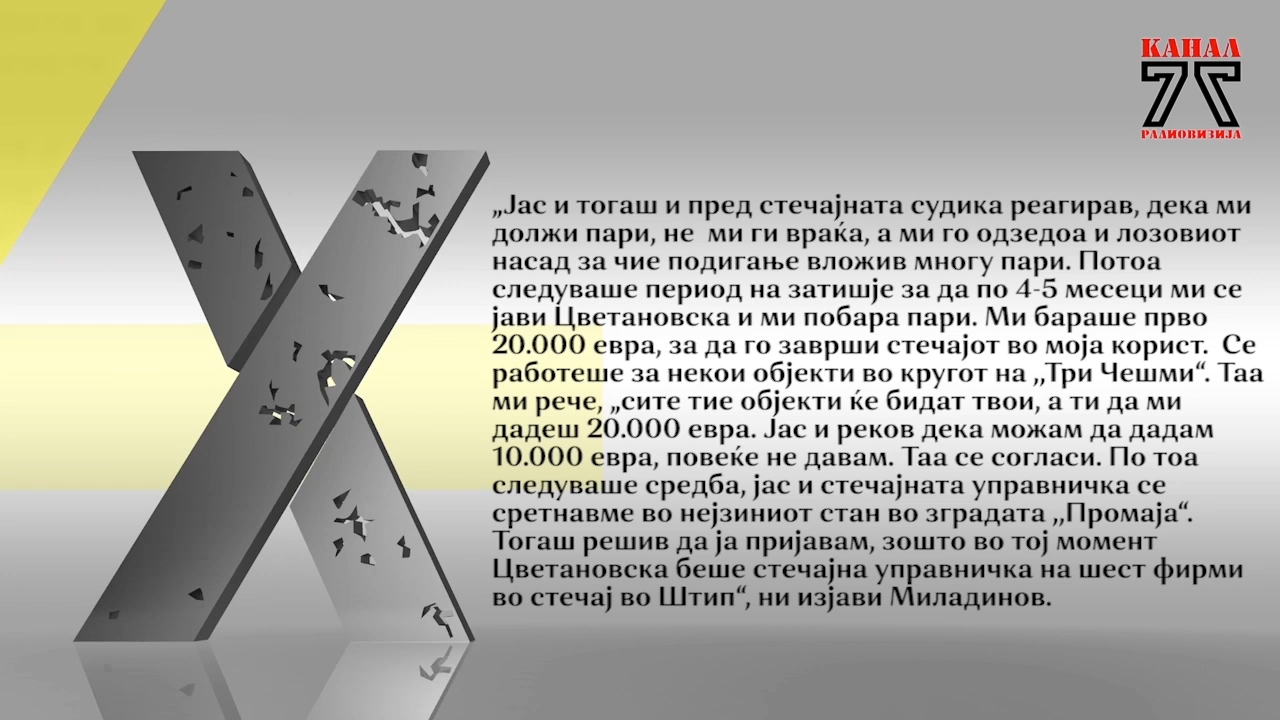 КАНАЛ
77
РАДИОВИЗИЈА
„Јас и тогаш и пред стечајната судика реагирав, дека ми
должи пари, не ми ги враќа, а ми го одзедоа и лозовиот
насад за чие подигање вложив многу пари. Потоа
следуваше период на затишје за да по 4-5 месеци ми се
јави Цветановска и ми побара пари. Ми бараше прво
20.000 евра, за да го заврши стечајот во моја корист. Се
работеше за некои објекти во кругот на ,,Три Чешми“. Таа
ми рече, „сите тие објекти ќе бидат твои, а ти да ми
дадеш 20.000 евра. Јас и реков дека можам да дадам
10.000 евра, повеќе не давам. Таа се согласи. По тоа
следуваше средба, јас и стечајната управничка се
сретнавме во нејзиниот стан во зградата ,,Промаја“.
Тогаш решив да ја пријавам, зошто во тој момент
Цветановска беше стечајна управничка на шест фирми
во стечај во Штип“, ни изјави Миладинов.